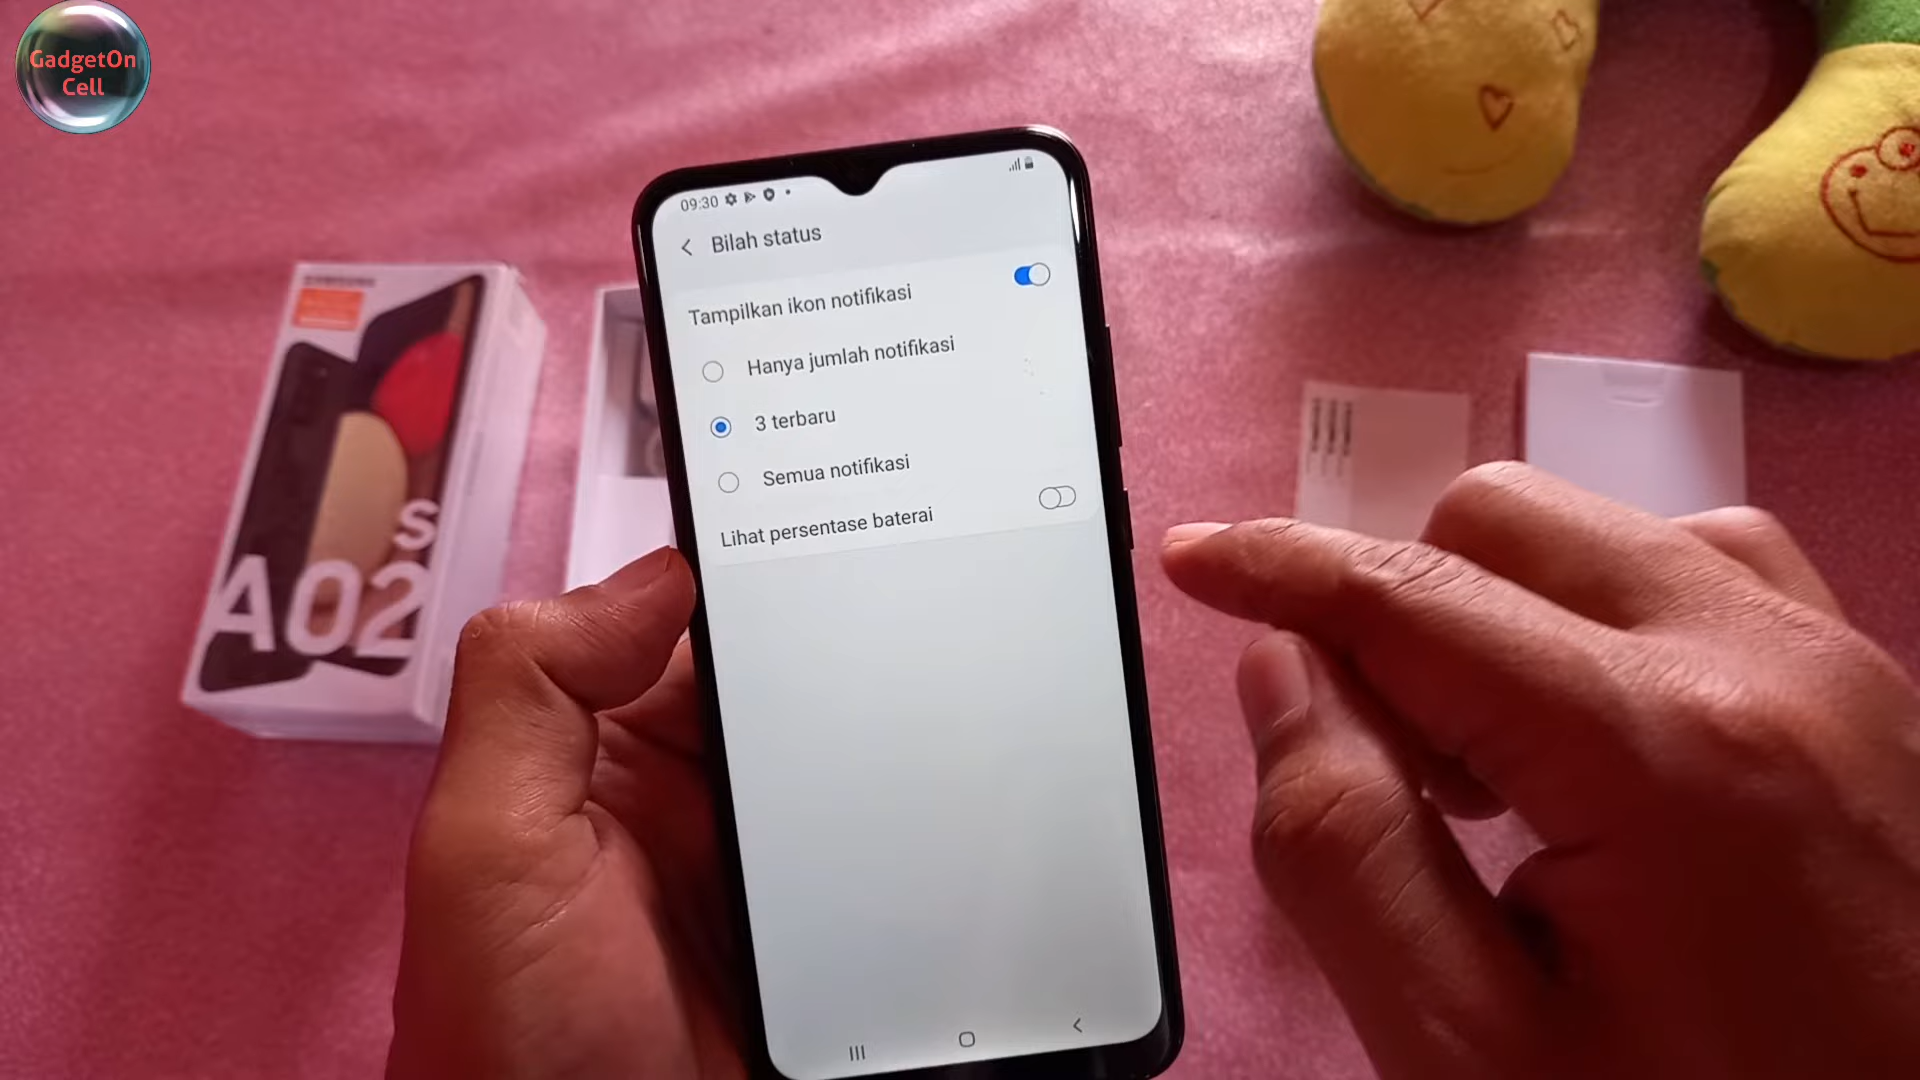 GadgetOn
Cell
09:30
Bilah status
Tampilkan ikon notifikasi
Hanya jumlah notifikasi
3 terbaru
Semua notifikasi
Lihat persentase baterai
SAMSUNG
s
A02